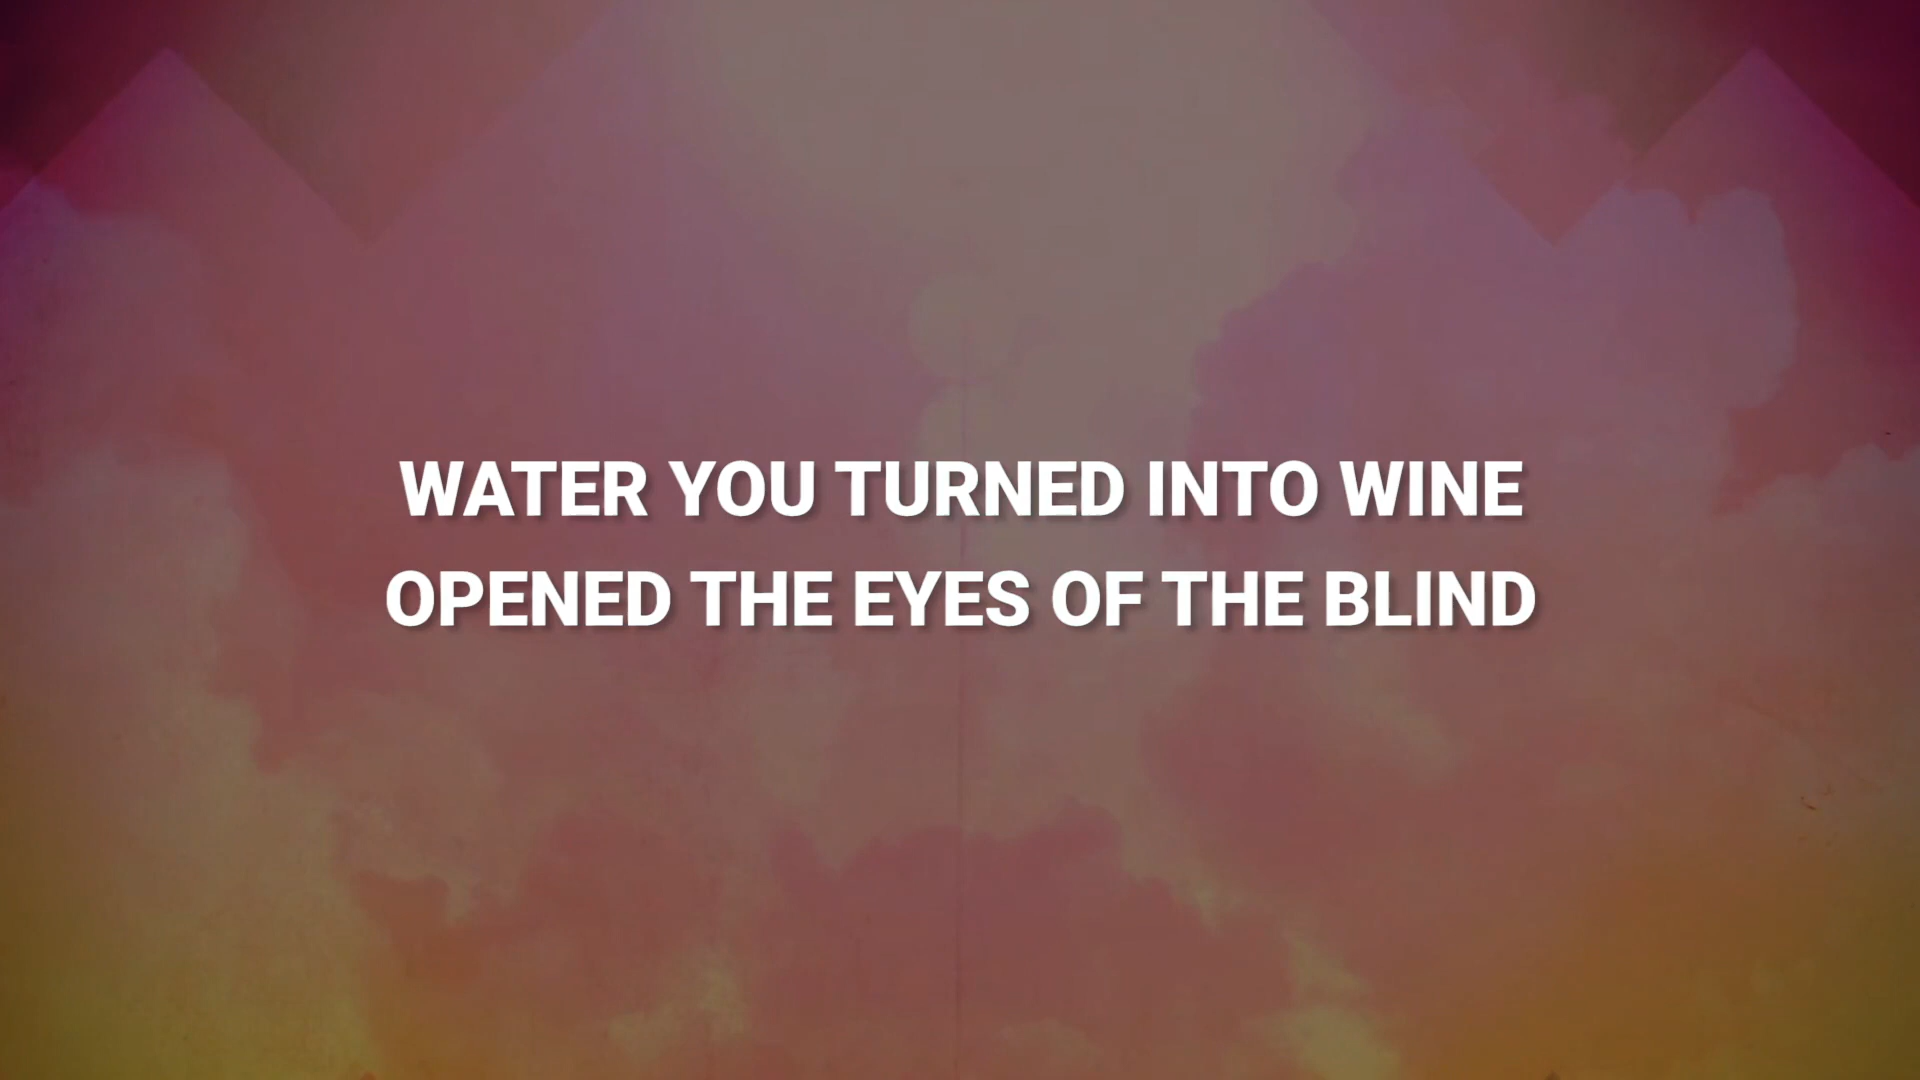 WATER YOU TURNED INTO WINE
OPENED THE EYES OF THE BLIND